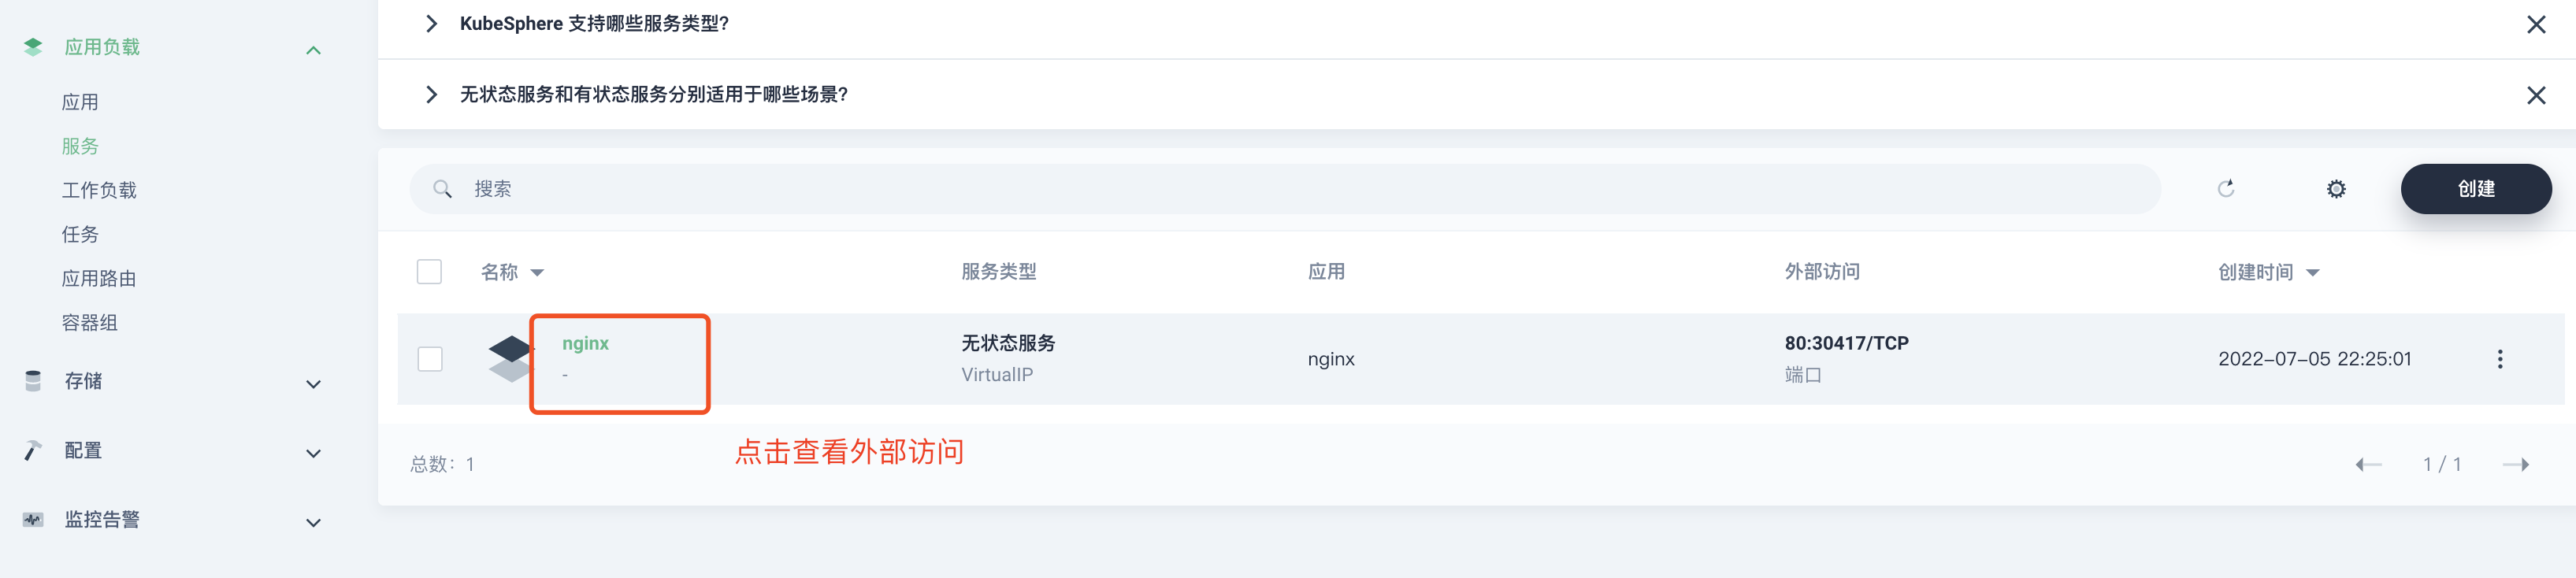 应用负载
应用
服务
工作负载
任务
应用路由
容器组
存储
配置
监控告警
KubeSphere 支持哪些服务类型?
无状态服务和有状态服务分别适用于哪些场景?
搜索
创建
名称 服务类型 应用 外部访问 创建时间
nginx 无状态服务 nginx 80:30417/TCP 2022-07-05 22:25:01
- VirtualIP 端口
点击查看外部访问
总数: 1 1 / 1